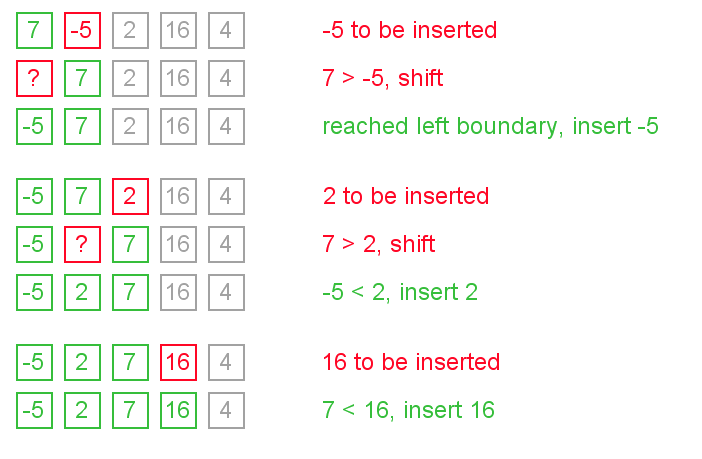 7 -5 2 16 4 -5 to be inserted
? 7 2 16 4 7 > -5, shift
-5 7 2 16 4 reached left boundary, insert -5
-5 7 2 16 4 2 to be inserted
-5 ? 7 16 4 7 > 2, shift
-5 2 7 16 4 -5 < 2, insert 2
-5 2 7 16 4 16 to be inserted
-5 2 7 16 4 7 < 16, insert 16